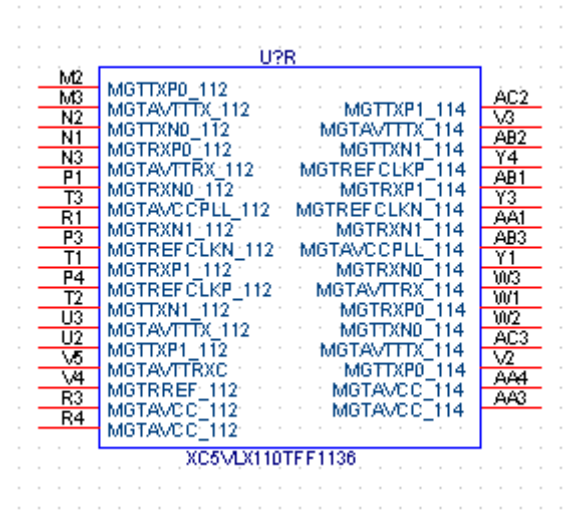 U?R
M2 MGTTXP0_112
M3 MGTAVTTTX_112 MGTTXP1_114 AC2
N2 MGTTXN0_112 MGTAVTTTX_114 V3
N1 MGTRXP0_112 MGTTXN1_114 AB2
N3 MGTAVTTRX_112 MGTREFCLKP_114 Y4
P1 MGTRXN0_112 MGTRXP1_114 AB1
T3 MGTAVCCPLL_112 MGTREFCLKN_114 Y3
R1 MGTRXN1_112 MGTRXN1_114 AA1
P3 MGTREFCLKN_112 MGTAVCCPLL_114 AB3
T1 MGTRXP1_112 MGTRXN0_114 Y1
P4 MGTREFCLKP_112 MGTAVTTRX_114 W3
T2 MGTTXN1_112 MGTRXP0_114 W1
U3 MGTAVTTTX_112 MGTTXN0_114 W2
U2 MGTTXP1_112 MGTAVTTTX_114 AC3
V5 MGTAVTTRXC MGTTXP0_114 V2
V4 MGTRREF_112 MGTAVCC_114 AA4
R3 MGTAVCC_112 MGTAVCC_114 AA3
R4 MGTAVCC_112
XC5VLX110TFF1136